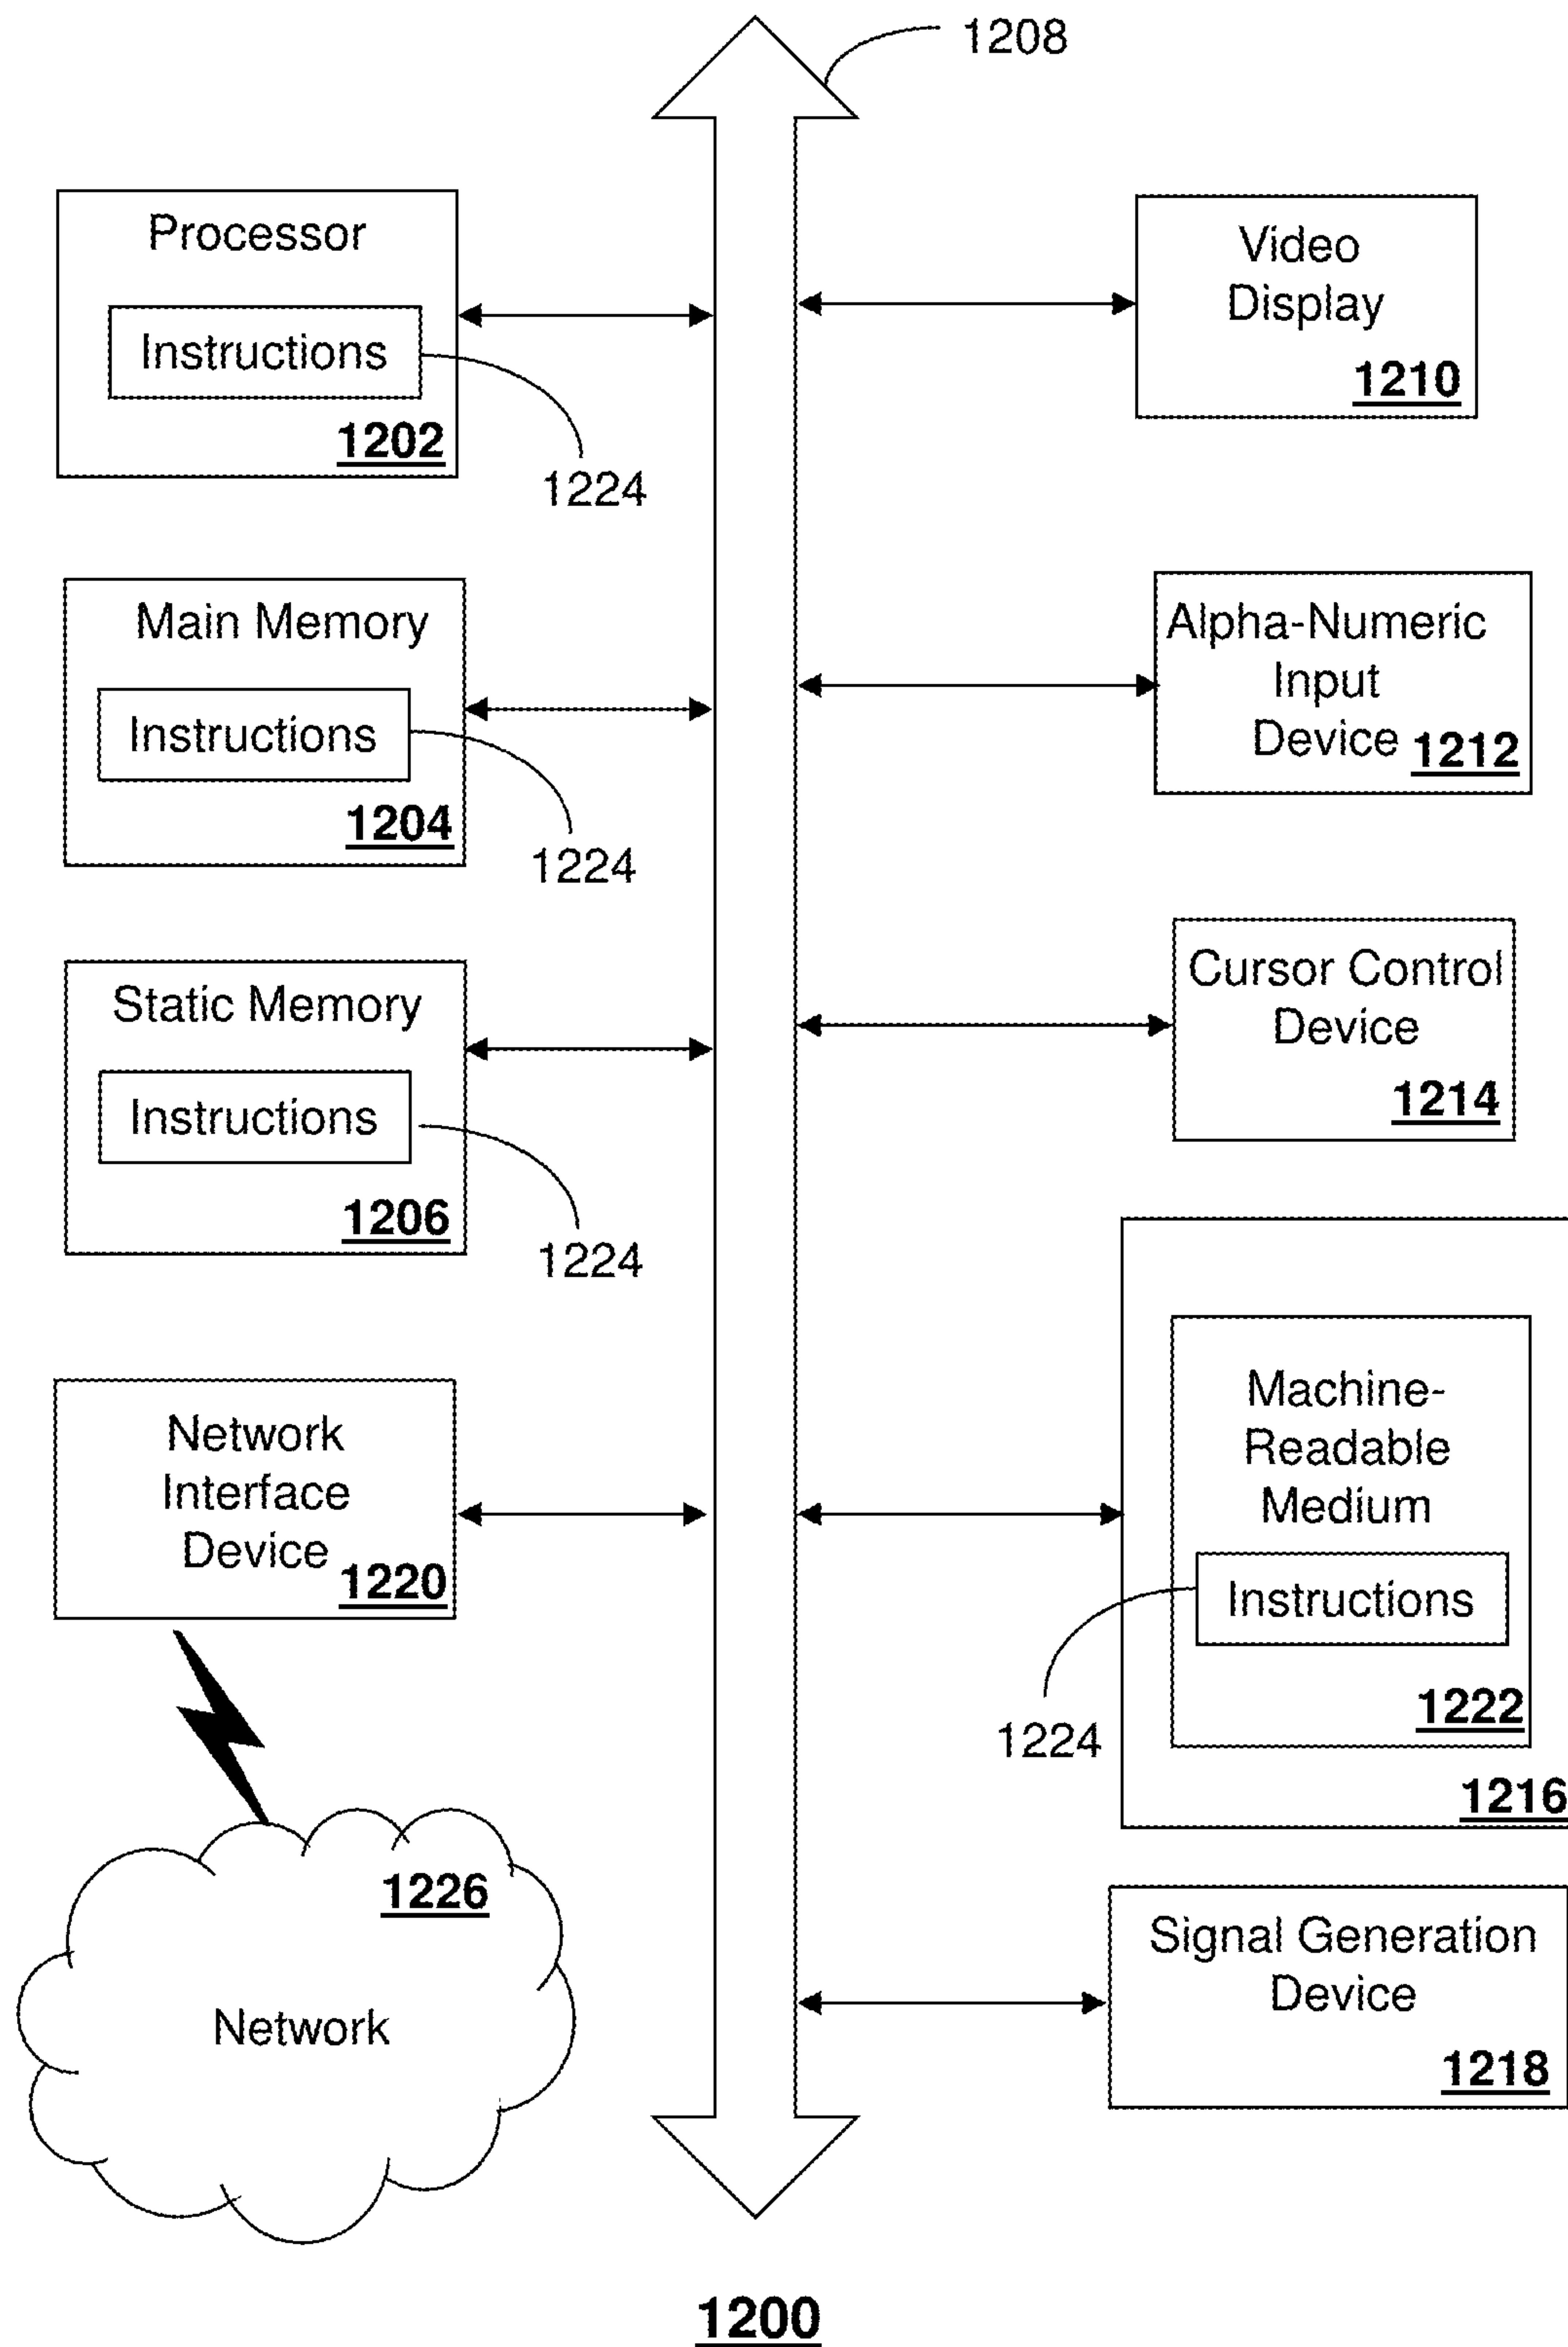 1208
Processor
Instructions
1202
1224
Main Memory
Instructions
1204
1224
Static Memory
Instructions
1206
1224
Network
Interface
Device
1220
1226
Network
Video
Display
1210
Alpha-Numeric
Input
Device
1212
Cursor Control
Device
1214
Machine-
Readable
Medium
Instructions
1222
1224
1216
Signal Generation
Device
1218
1200